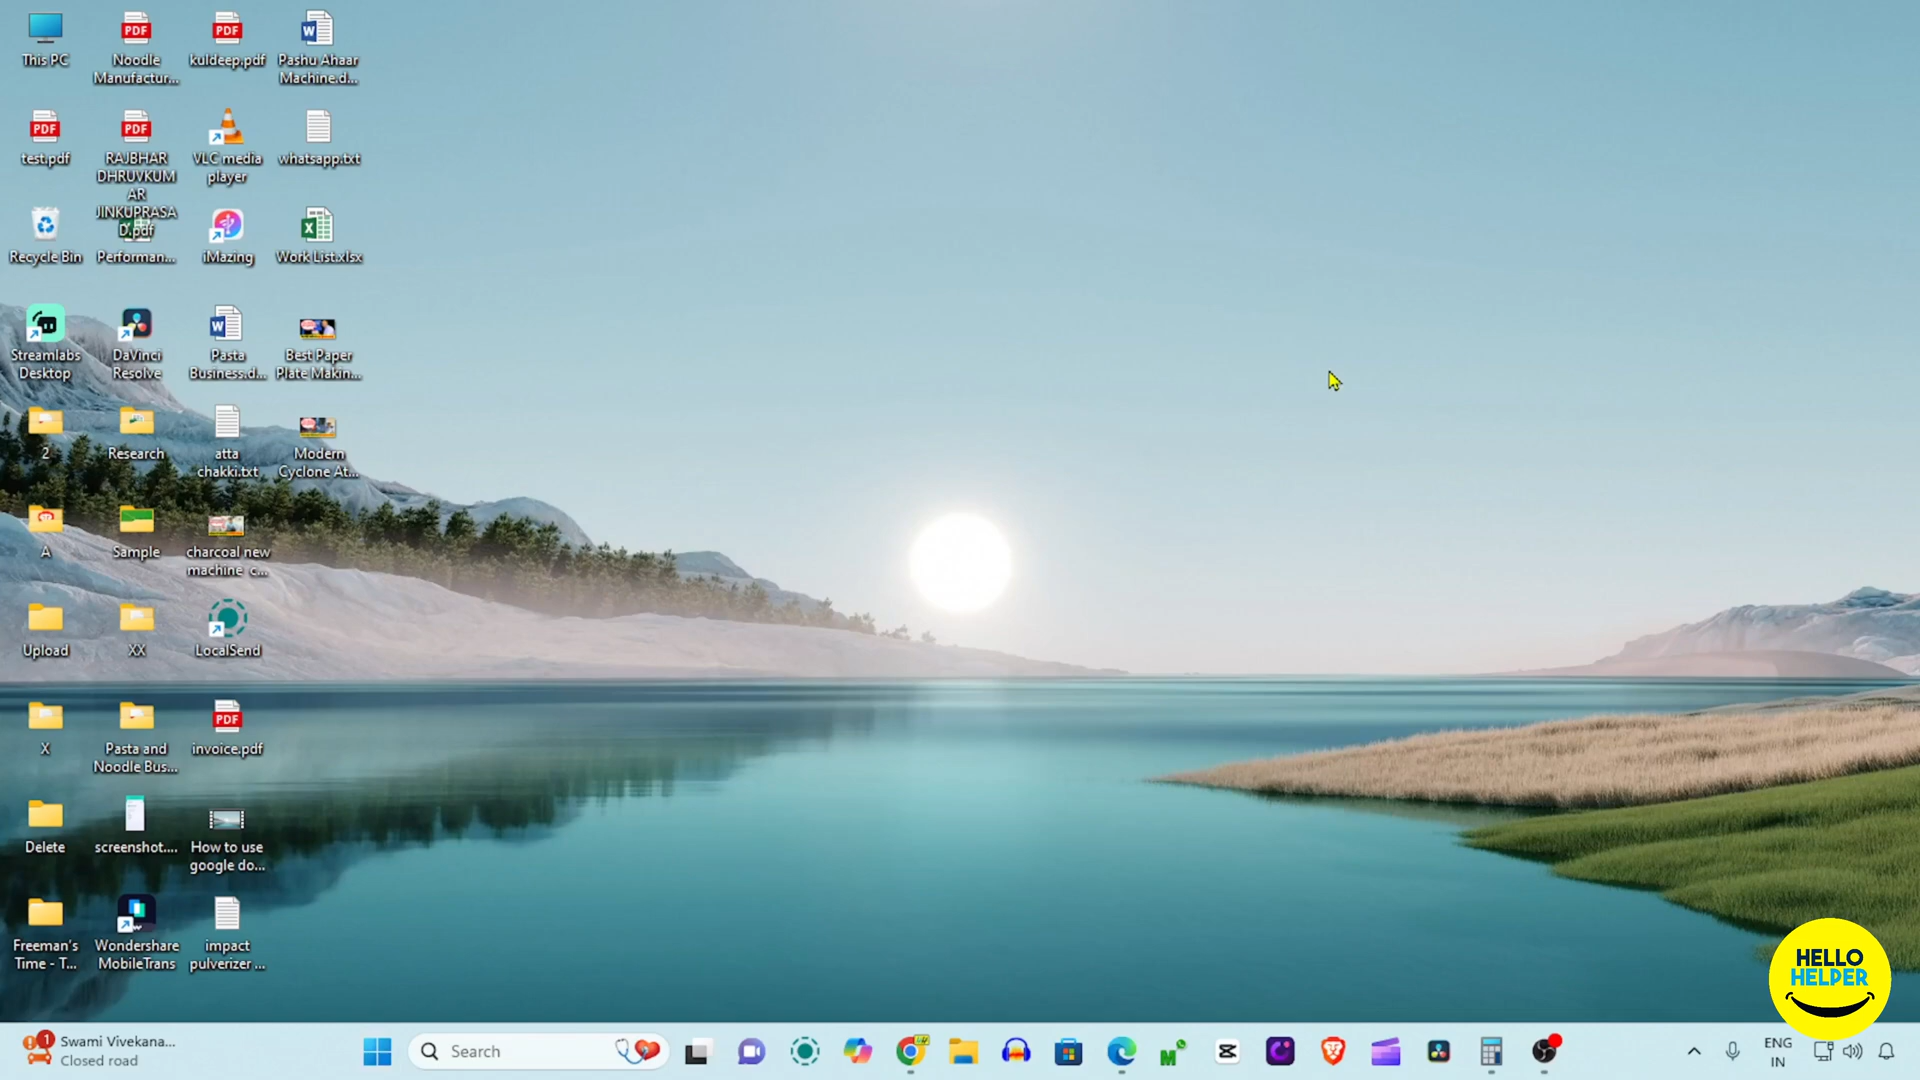 This PC
Noodle
Manufactur...
kuldeep.pdf
Pashu Ahaar
Machine.d...
test.pdf
RAJBHAR
DHRUVKUM
AR
JINKUPRASA
D.pdf
VLC media
player
whatsapp.txt
Recycle Bin
Performan...
iMazing
Work List.xlsx
Streamlabs
Desktop
DaVinci
Resolve
Pasta
Business.d...
Best Paper
Plate Makin...
2
Research
atta
chakki.txt
Modern
Cyclone At...
A
Sample
charcoal new
machine c...
Upload
XX
LocalSend
X
Pasta and
Noodle Bus...
invoice.pdf
Delete
screenshot....
How to use
google do...
Freeman's
Time - T...
Wondershare
MobileTrans
impact
pulverizer ...
HELLO
HELPER
1
Swami Vivekana...
Closed road
Search
ENG
IN